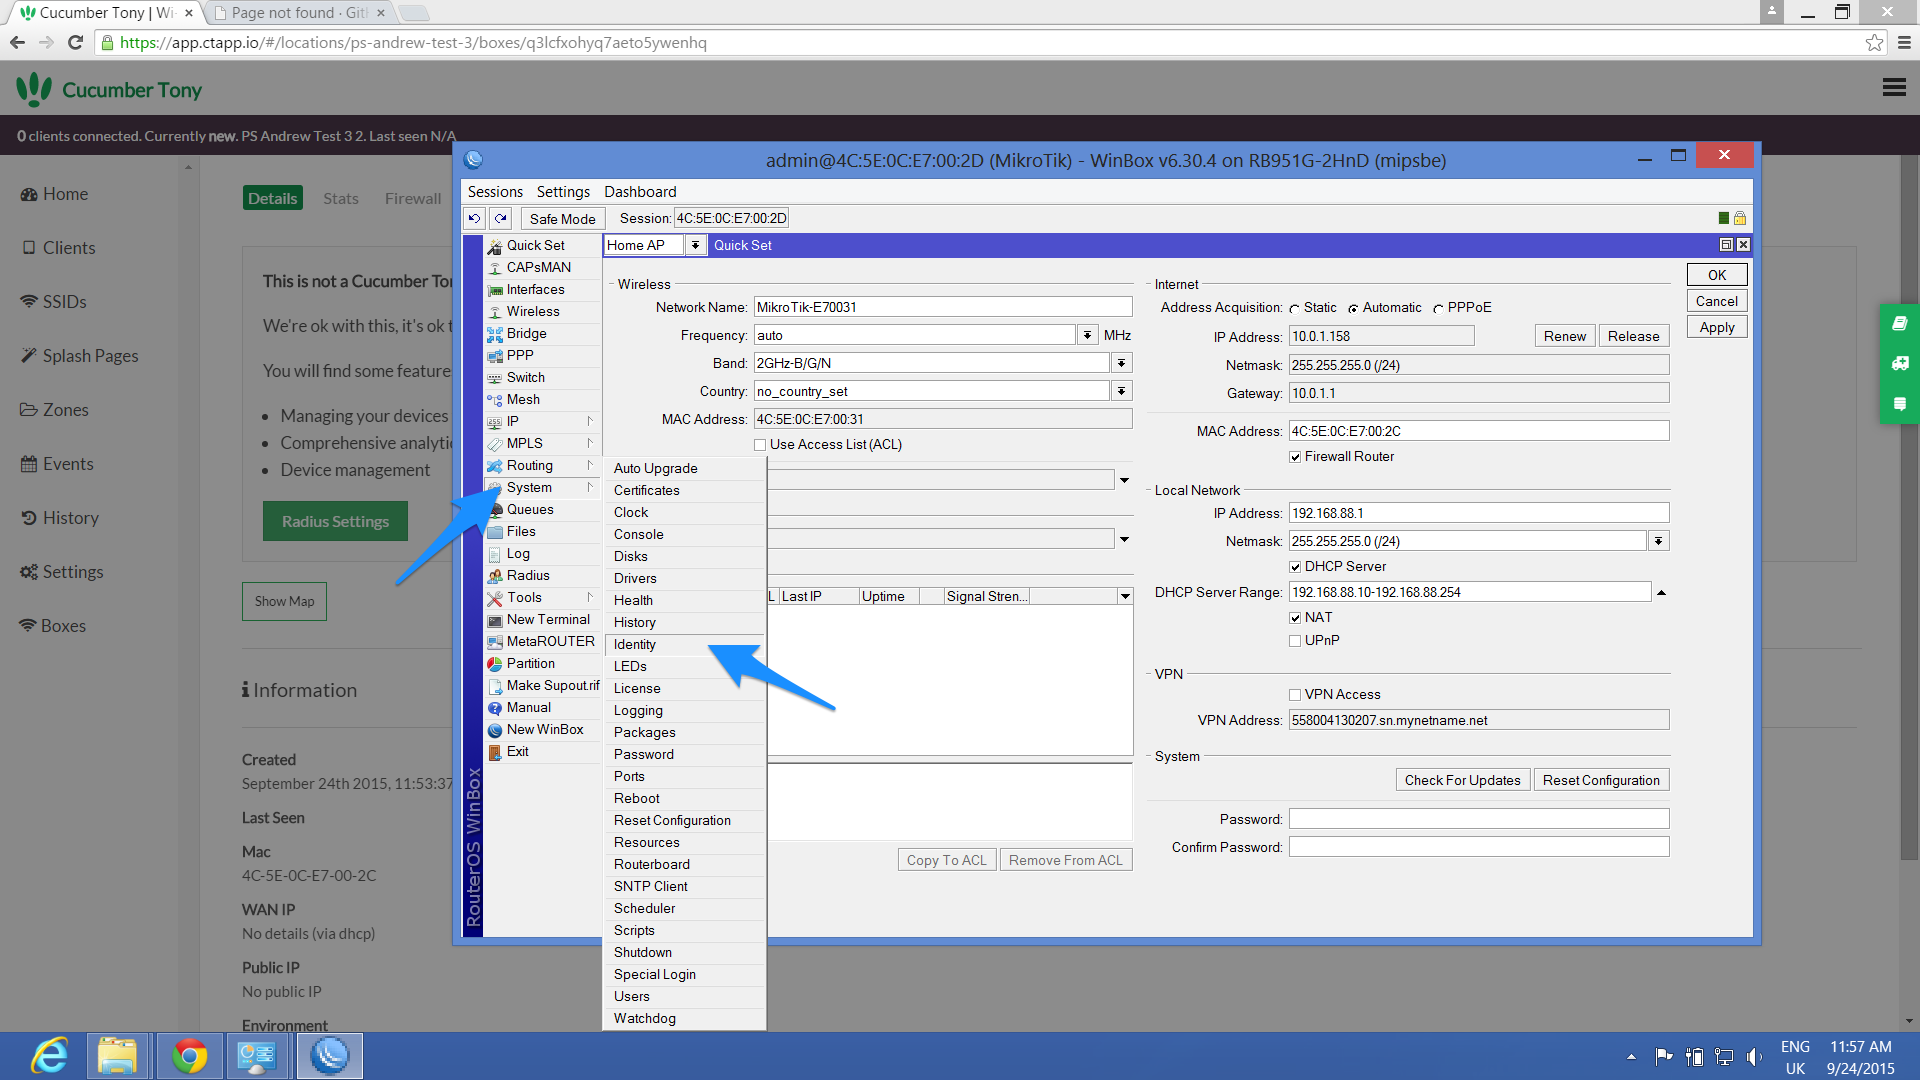 Cucumber Tony | Wi-
Page not found · Git
https://app.ctapp.io/#/locations/ps-andrew-test-3/boxes/q3lcfxohyq7aeto5ywenhq
Cucumber Tony
0 clients connected. Currently new. PS Andrew Test 3 2. Last seen N/A
Home
Clients
SSIDs
Splash Pages
Zones
Events
History
Settings
Boxes
Details Stats Firewall
This is not a Cucumber To
We're ok with this, it's ok t
You will find some feature
Managing your devices
Comprehensive analytic
Device management
Radius Settings
Show Map
Information
Created
September 24th 2015, 11:53:37
Last Seen
Mac
4C-5E-0C-E7-00-2C
WAN IP
No details (via dhcp)
Public IP
No public IP
Environment
admin@4C:5E:0C:E7:00:2D (MikroTik) - WinBox v6.30.4 on RB951G-2HnD (mipsbe)
Sessions Settings Dashboard
Safe Mode Session: 4C:5E:0C:E7:00:2D
RouterOS WinBox
Quick Set
CAPsMAN
Interfaces
Wireless
Bridge
PPP
Switch
Mesh
IP
MPLS
Routing
System
Queues
Files
Log
Radius
Tools
New Terminal
MetaROUTER
Partition
Make Supout.rif
Manual
New WinBox
Exit
Auto Upgrade
Certificates
Clock
Console
Disks
Drivers
Health
History
Identity
LEDs
License
Logging
Packages
Password
Ports
Reboot
Reset Configuration
Resources
Routerboard
SNTP Client
Scheduler
Scripts
Shutdown
Special Login
Users
Watchdog
Home AP Quick Set
Wireless
Network Name: MikroTik-E70031
Frequency: auto MHz
Band: 2GHz-B/G/N
Country: no_country_set
MAC Address: 4C:5E:0C:E7:00:31
Use Access List (ACL)
Last IP Uptime Signal Stren...
Copy To ACL Remove From ACL
Internet
Address Acquisition: Static Automatic PPPoE
IP Address: 10.0.1.158 Renew Release
Netmask: 255.255.255.0 (/24)
Gateway: 10.0.1.1
MAC Address: 4C:5E:0C:E7:00:2C
Firewall Router
Local Network
IP Address: 192.168.88.1
Netmask: 255.255.255.0 (/24)
DHCP Server
DHCP Server Range: 192.168.88.10-192.168.88.254
NAT
UPnP
VPN
VPN Access
VPN Address: 558004130207.sn.mynetname.net
System
Check For Updates Reset Configuration
Password:
Confirm Password:
OK
Cancel
Apply
ENG 11:57 AM
UK 9/24/2015